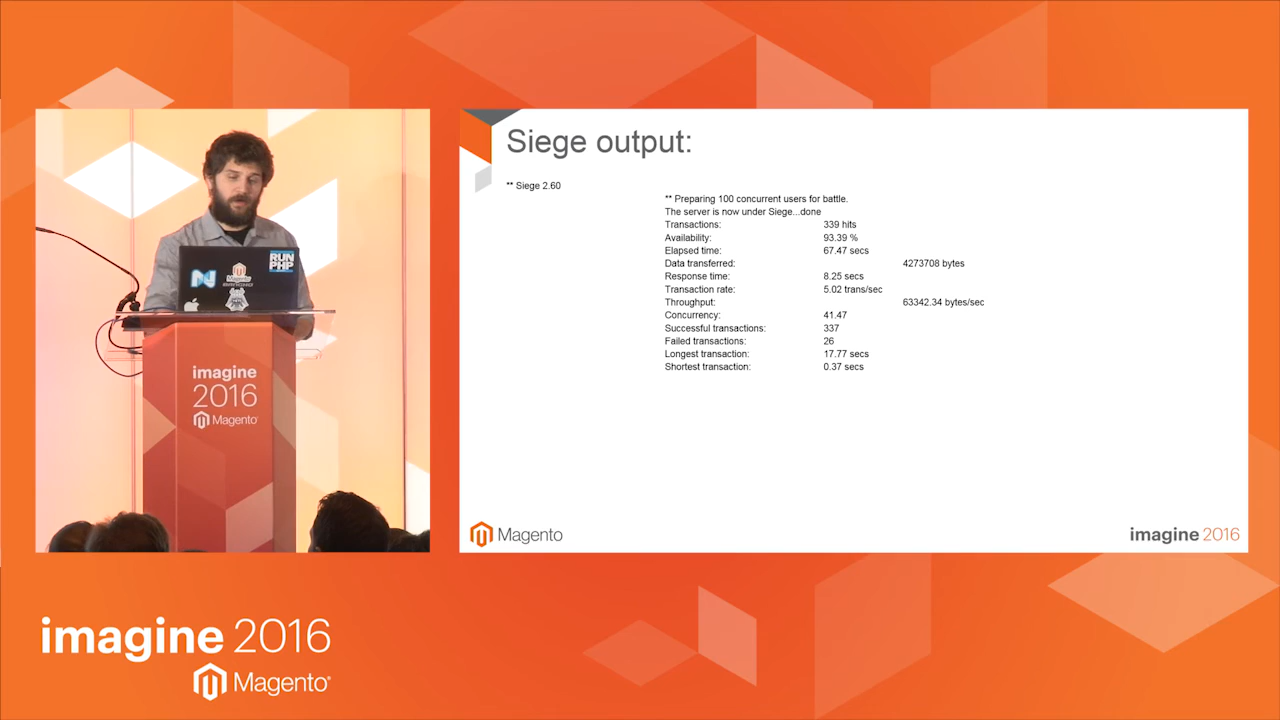 RUN
PHP
Magento
imagine
2016
Magento
Siege output:
** Siege 2.60
** Preparing 100 concurrent users for battle.
The server is now under Siege...done
Transactions: 339 hits
Availability: 93.39 %
Elapsed time: 67.47 secs
Data transferred: 4273708 bytes
Response time: 8.25 secs
Transaction rate: 5.02 trans/sec
Throughput: 63342.34 bytes/sec
Concurrency: 41.47
Successful transactions: 337
Failed transactions: 26
Longest transaction: 17.77 secs
Shortest transaction: 0.37 secs
Magento
imagine 2016
imagine 2016
Magento®